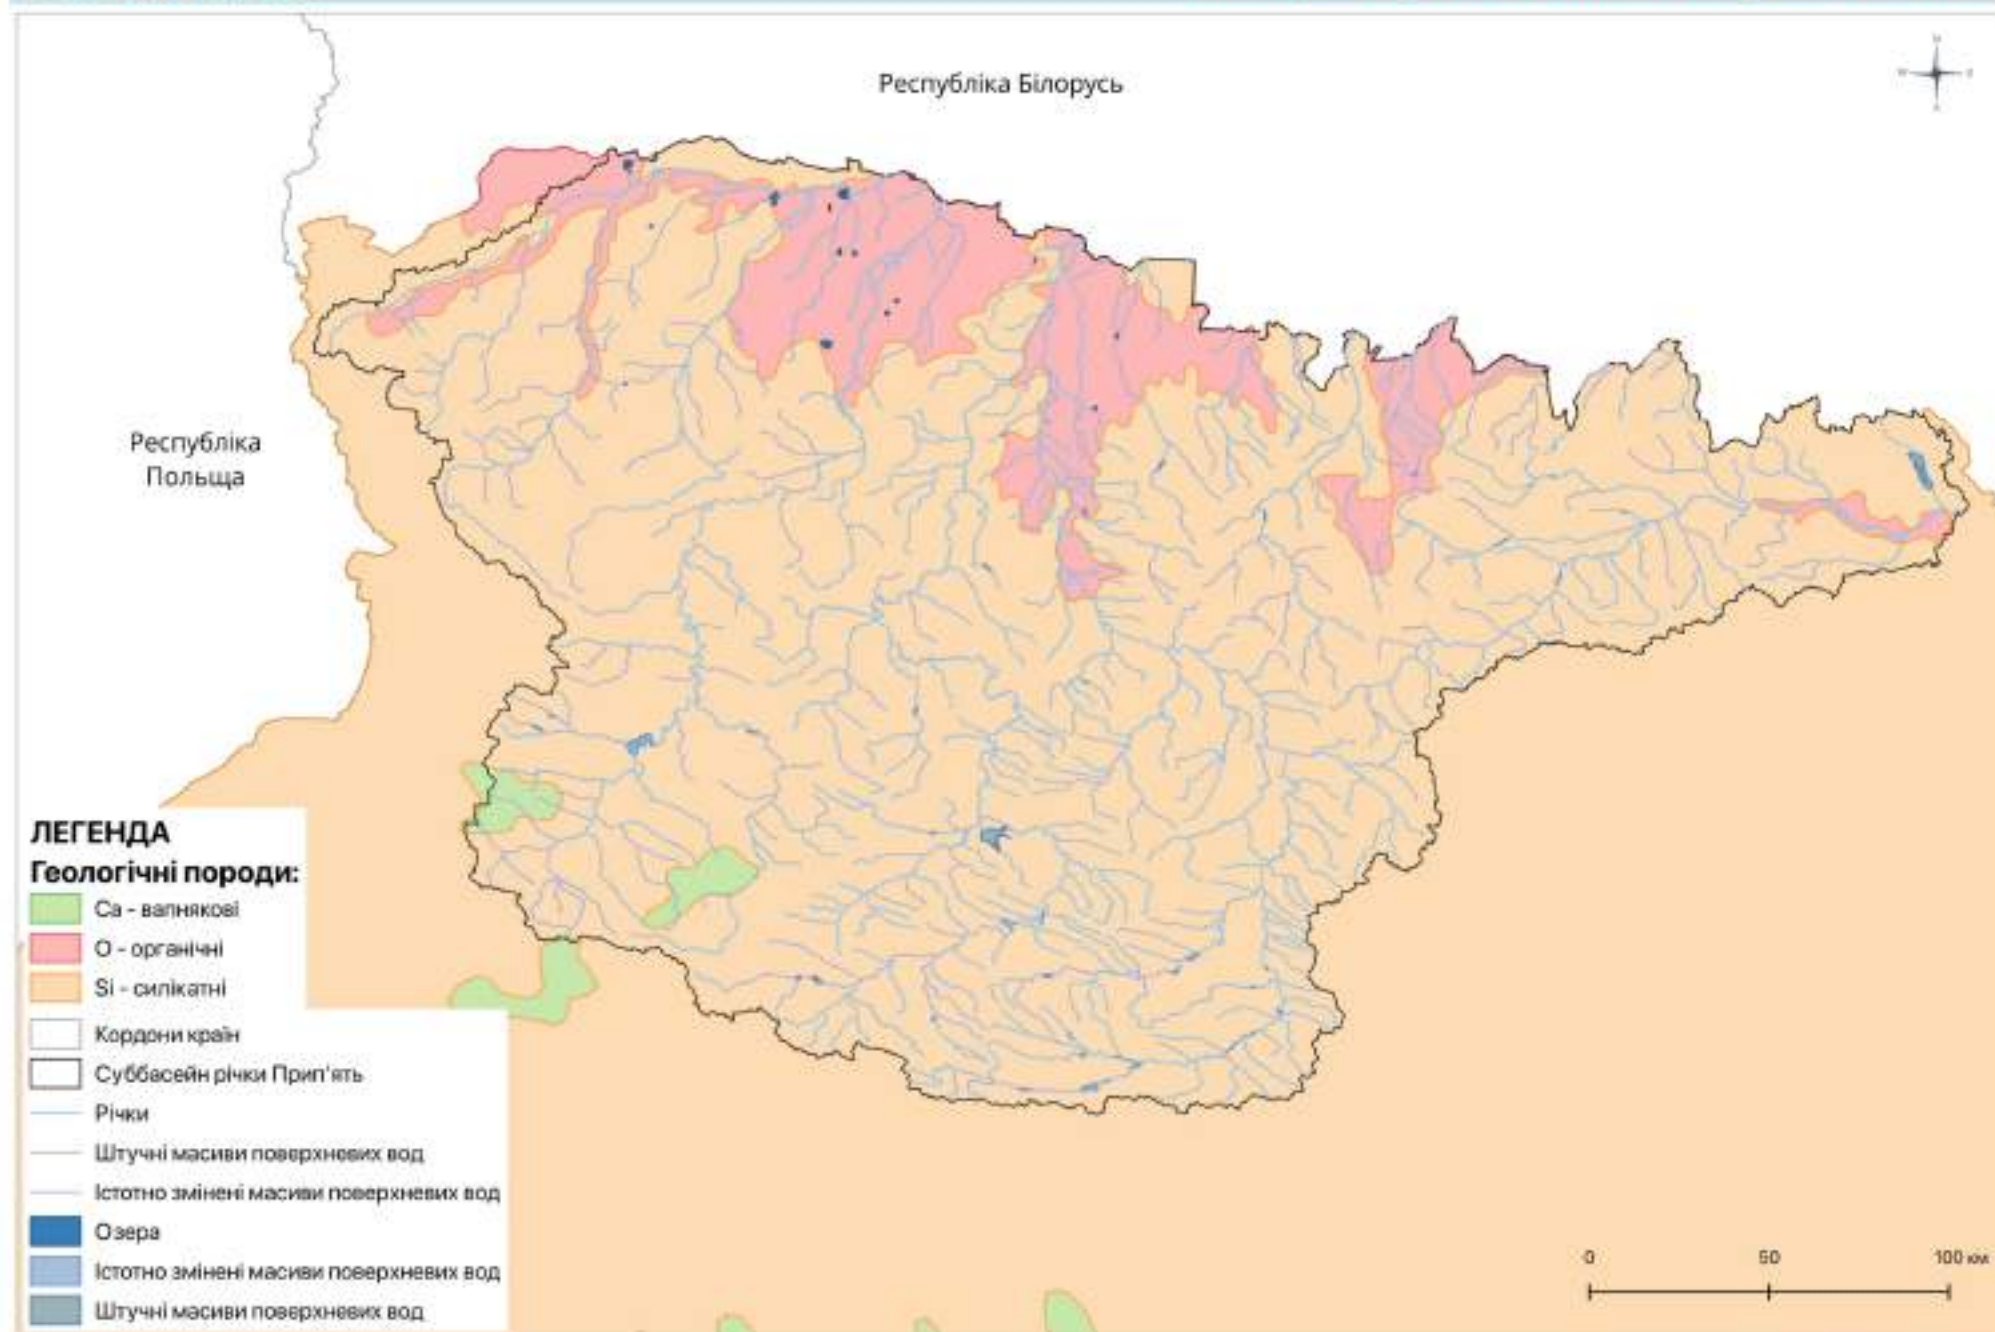 Республіка Білорусь
Республіка
Польща
ЛЕГЕНДА
Геологічні породи:
Ca - вапнякові
O - органічні
Si - силікатні
Кордони країн
Суббасейн річки Прип'ять
Річки
Штучні масиви поверхневих вод
Істотно змінені масиви поверхневих вод
Озера
Істотно змінені масиви поверхневих вод
Штучні масиви поверхневих вод
0 50 100 км